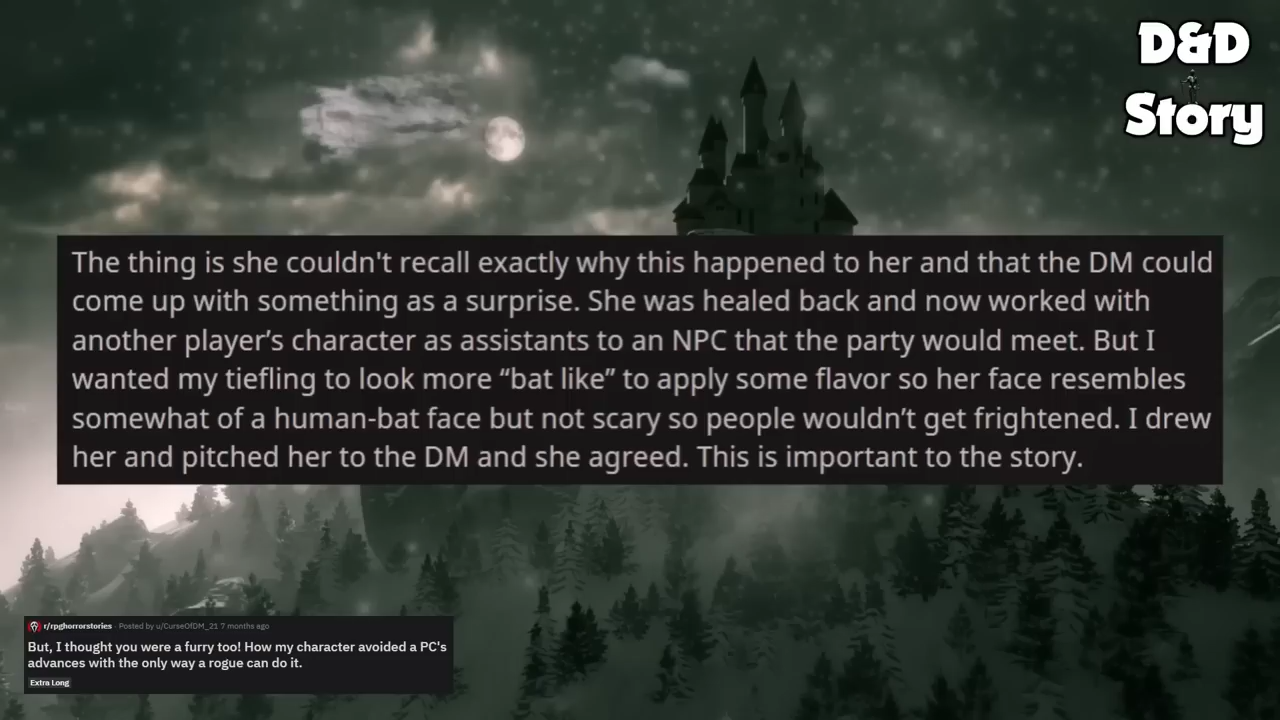 D&D
Story
The thing is she couldn't recall exactly why this happened to her and that the DM could
come up with something as a surprise. She was healed back and now worked with
another player’s character as assistants to an NPC that the party would meet. But I
wanted my tiefling to look more “bat like” to apply some flavor so her face resembles
somewhat of a human-bat face but not scary so people wouldn’t get frightened. I drew
her and pitched her to the DM and she agreed. This is important to the story.
r/rpghorrorstories · Posted by u/CurseOfDM_21 7 months ago
But, I thought you were a furry too! How my character avoided a PC's
advances with the only way a rogue can do it.
Extra Long